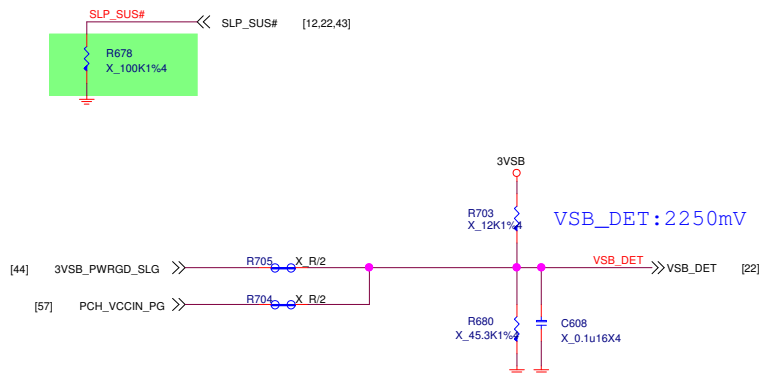 SLP_SUS#
SLP_SUS# [12,22,43]
R678
X_100K1%4
3VSB
R703
X_12K1%4
VSB_DET:2250mV
[44] 3VSB_PWRGD_SLG R705 X_R/2 VSB_DET VSB_DET [22]
[57] PCH_VCCIN_PG R704 X_R/2
R680
X_45.3K1%4
C608
X_0.1u16X4